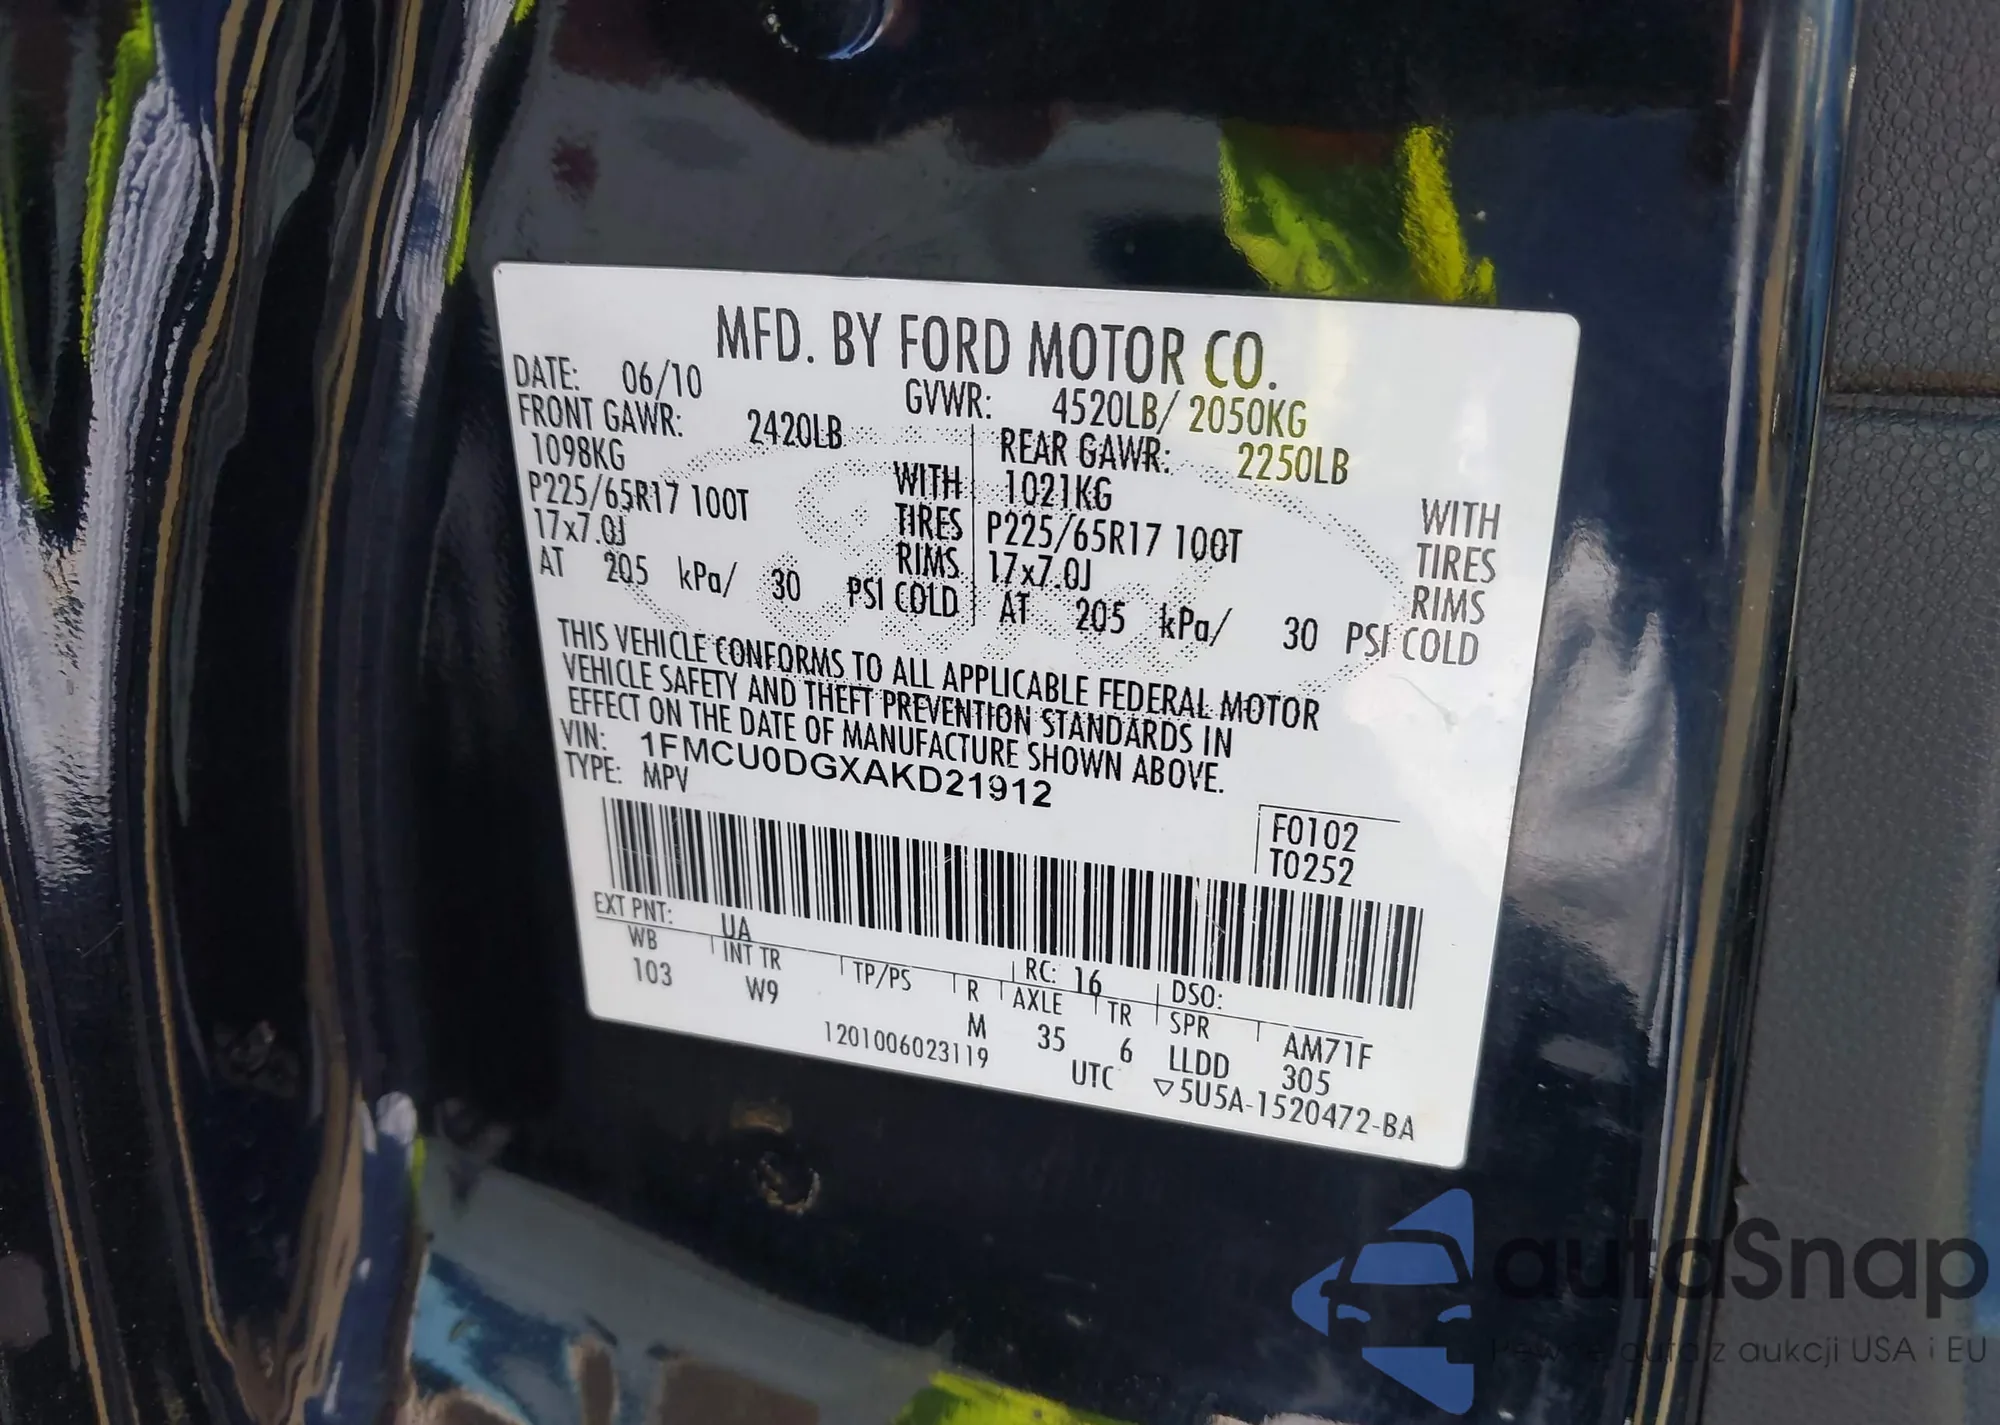 MFD. BY FORD MOTOR CO.
DATE: 06/10 GVWR: 4520LB/ 2050KG
FRONT GAWR: 2420LB REAR GAWR: 2250LB
1098KG WITH 1021KG WITH
P225/65R17 100T TIRES P225/65R17 100T TIRES
17x7.0J RIMS 17x7.0J RIMS
AT 205 kPa/ 30 PSI COLD AT 205 kPa/ 30 PSI COLD
THIS VEHICLE CONFORMS TO ALL APPLICABLE FEDERAL MOTOR
VEHICLE SAFETY AND THEFT PREVENTION STANDARDS IN
EFFECT ON THE DATE OF MANUFACTURE SHOWN ABOVE.
VIN: 1FMCU0DGXAKD21912
TYPE: MPV
F0102
T0252
EXT PNT: UA RC: 16 DSO:
WB INT TR TP/PS R AXLE TR SPR AM71F
103 W9 M 35 6 LLDD 305
1201006023119 UTC ▽5U5A-1520472-BA
autoSnap
Pewne auto z aukcji USA i EU